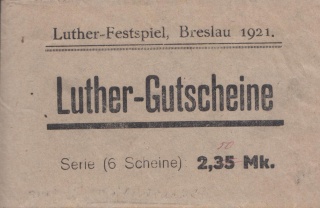 Luther-Festspiel, Breslau 1921.
Luther-Gutscheine
Serie (6 Scheine) 2,35 Mk.